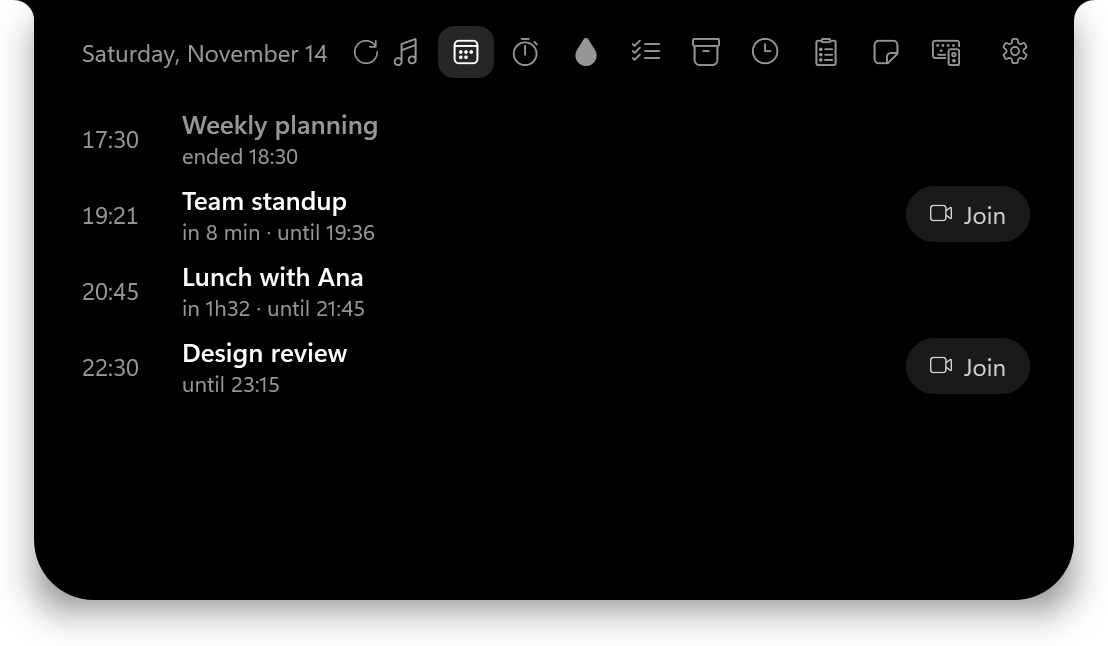 Saturday, November 14
17:30
Weekly planning
ended 18:30
19:21
Team standup
in 8 min · until 19:36
Join
20:45
Lunch with Ana
in 1h32 · until 21:45
22:30
Design review
until 23:15
Join